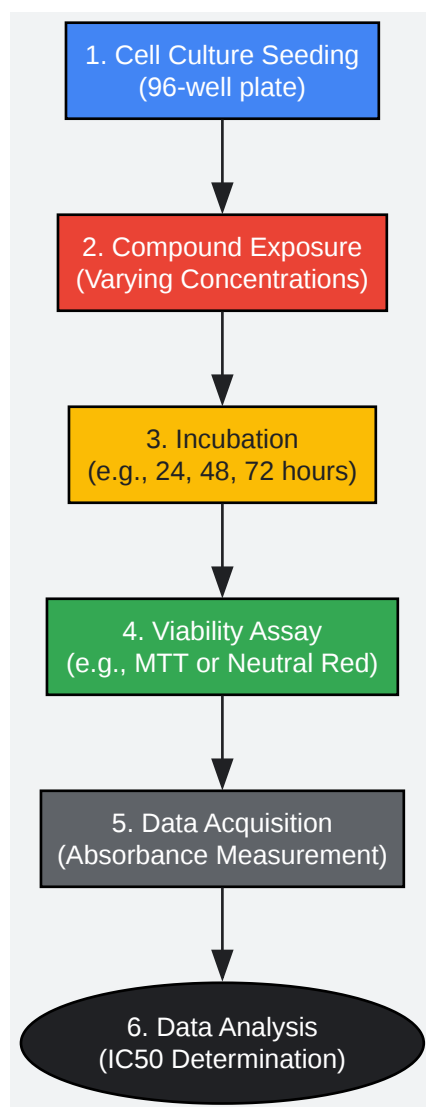 1. Cell Culture Seeding
(96-well plate)
2. Compound Exposure
(Varying Concentrations)
3. Incubation
(e.g., 24, 48, 72 hours)
4. Viability Assay
(e.g., MTT or Neutral Red)
5. Data Acquisition
(Absorbance Measurement)
6. Data Analysis
(IC50 Determination)